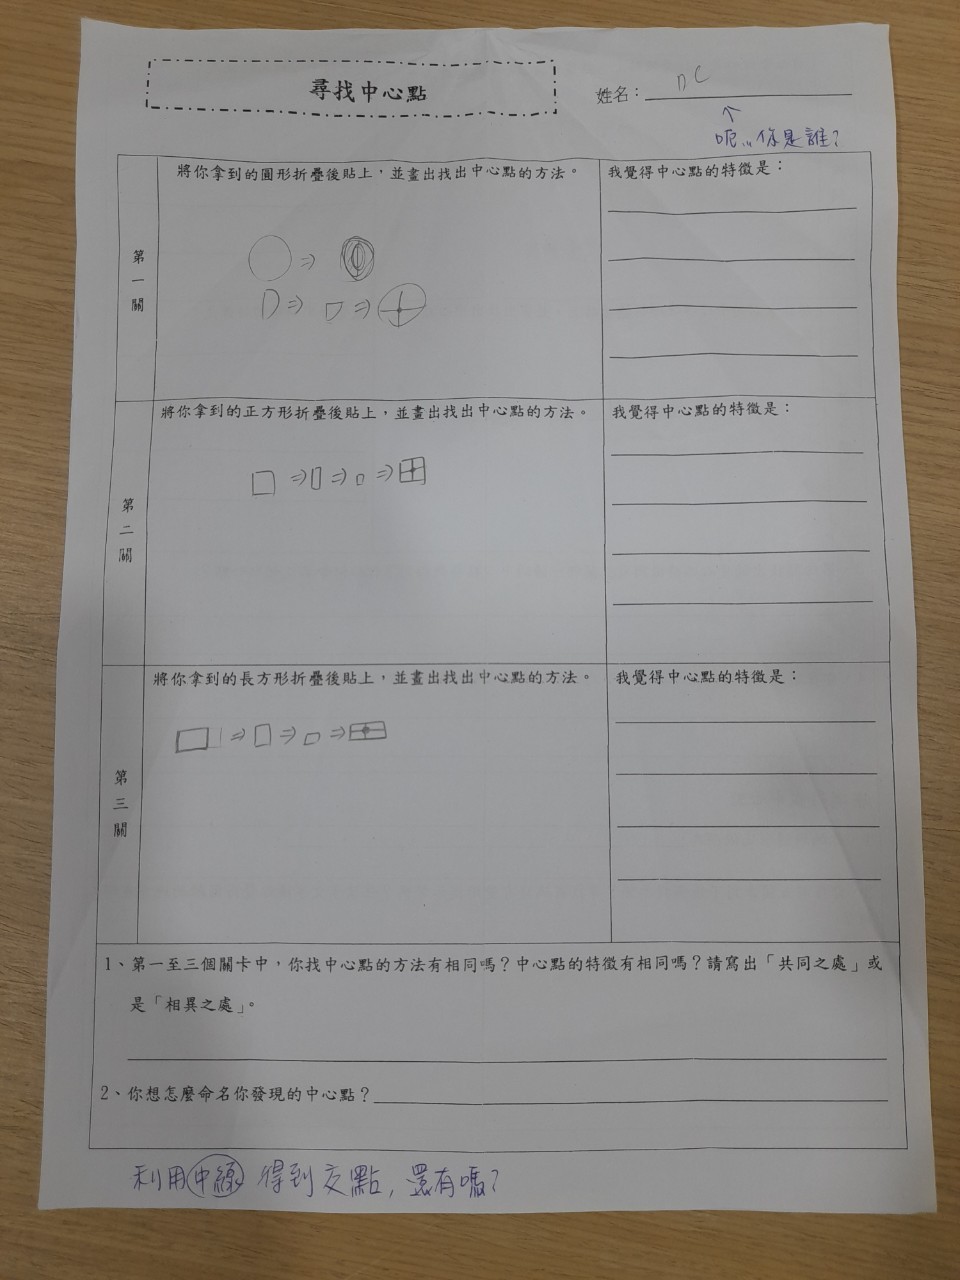 尋找中心點
姓名：DC
↑
呃... 你是誰？
將你拿到的圓形折疊後貼上，並畫出找出中心點的方法。
我覺得中心點的特徵是：
第一關
將你拿到的正方形折疊後貼上，並畫出找出中心點的方法。
我覺得中心點的特徵是：
第二關
將你拿到的長方形折疊後貼上，並畫出找出中心點的方法。
我覺得中心點的特徵是：
第三關
1、第一至三個關卡中，你找中心點的方法有相同嗎？中心點的特徵有相同嗎？請寫出「共同之處」或
是「相異之處」。
2、你想怎麼命名你發現的中心點？
利用中線得到交點，還有嗎？